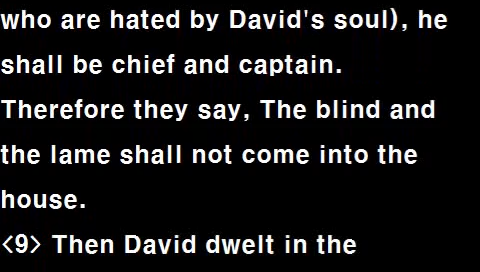 who are hated by David's soul), he
shall be chief and captain.
Therefore they say, The blind and
the lame shall not come into the
house.
<9> Then David dwelt in the